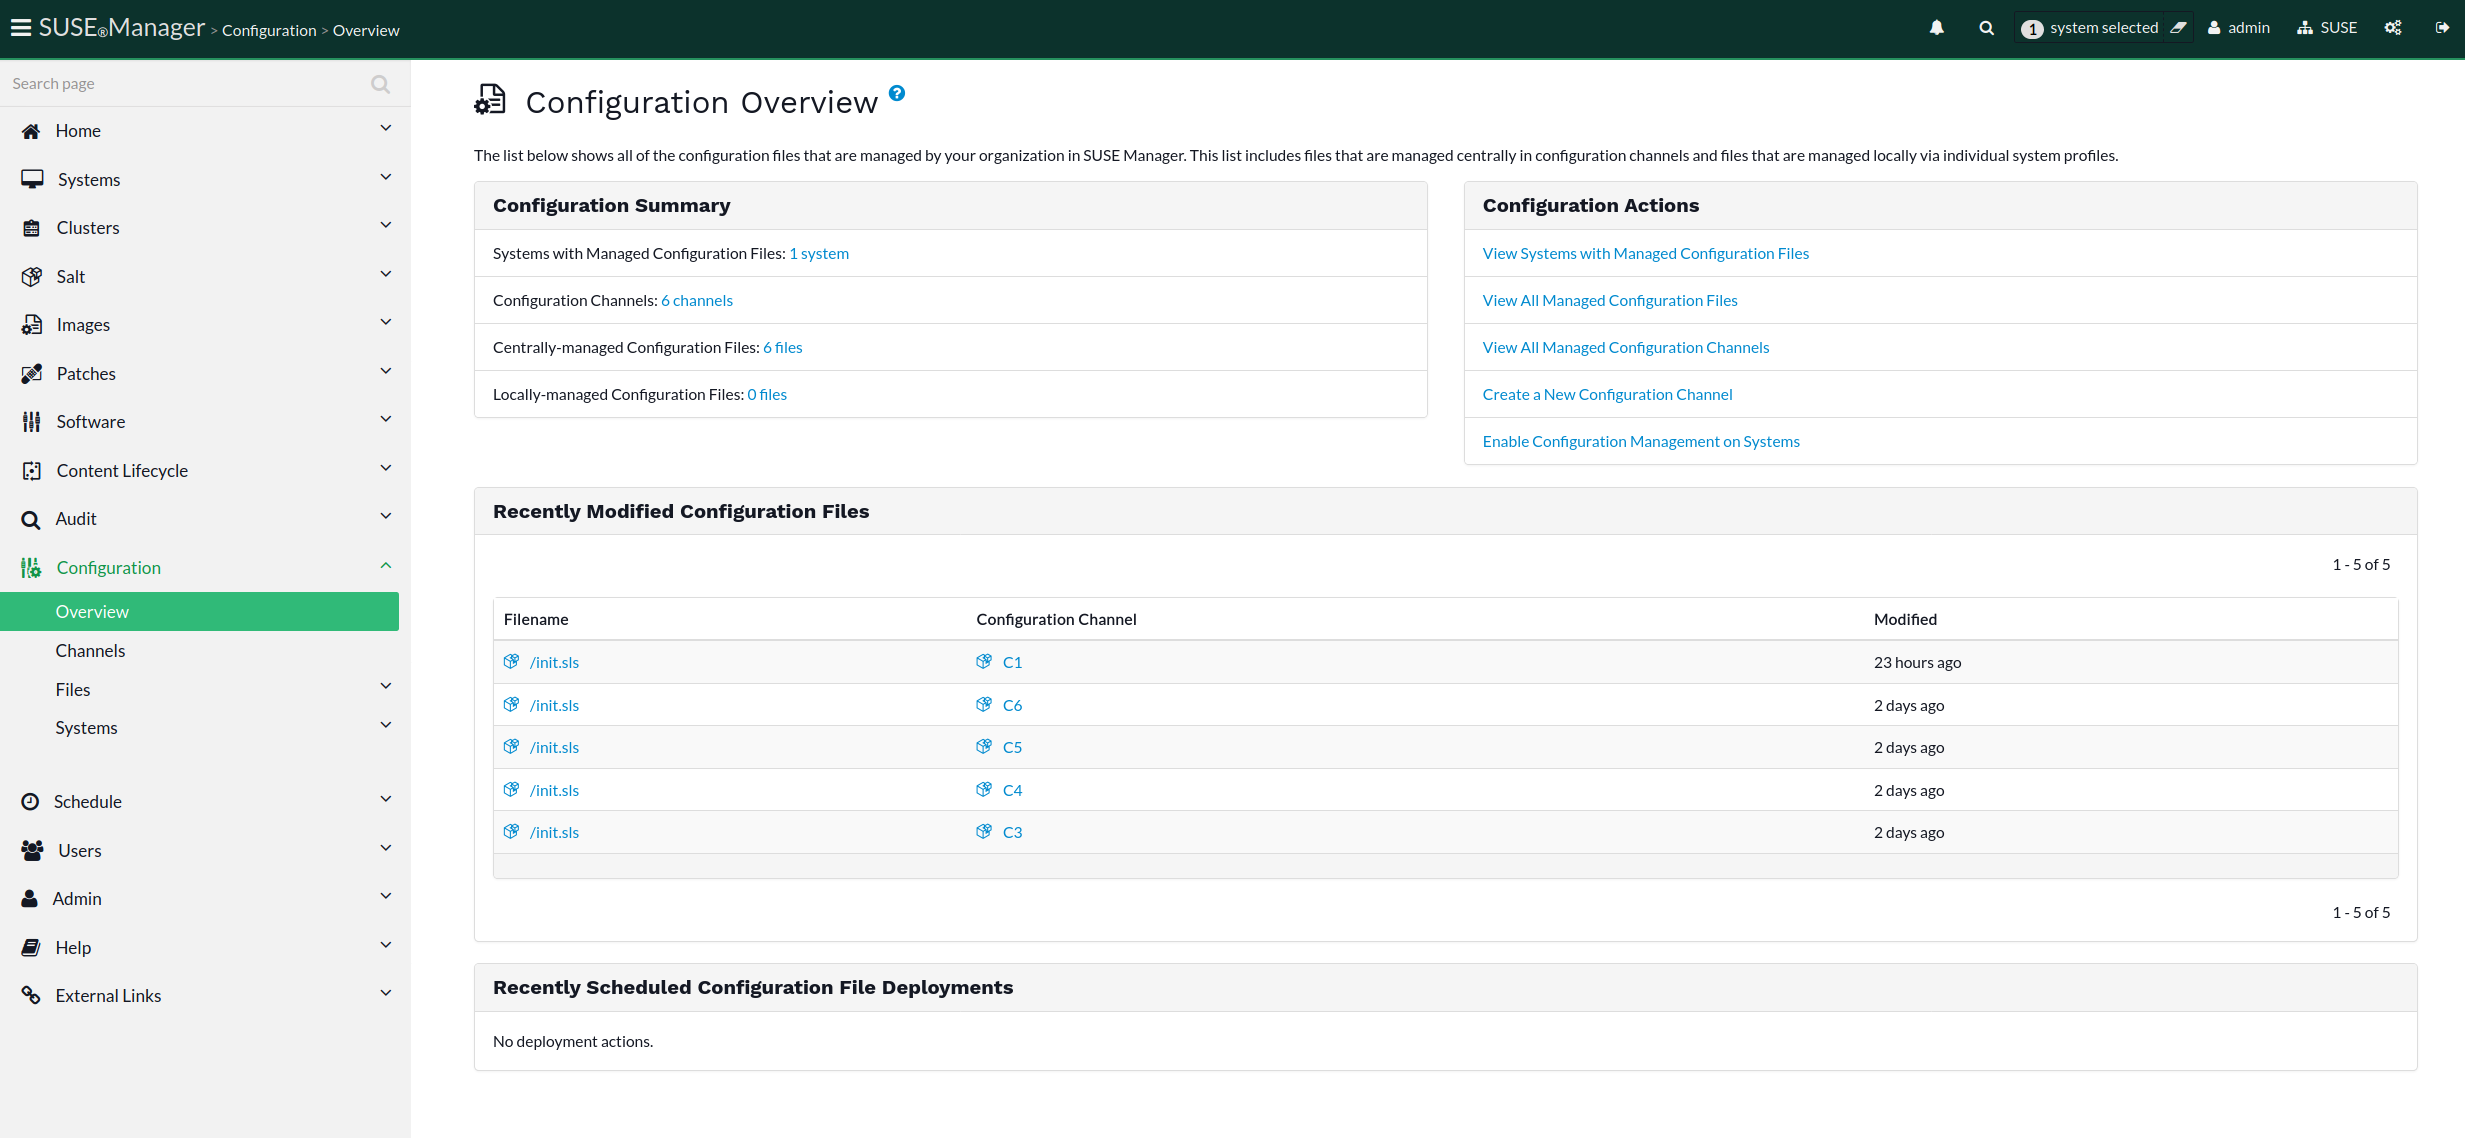 SUSE®Manager > Configuration > Overview
1 system selected admin SUSE
Search page
Home
Systems
Clusters
Salt
Images
Patches
Software
Content Lifecycle
Audit
Configuration
Overview
Channels
Files
Systems
Schedule
Users
Admin
Help
External Links
Configuration Overview ?
The list below shows all of the configuration files that are managed by your organization in SUSE Manager. This list includes files that are managed centrally in configuration channels and files that are managed locally via individual system profiles.
Configuration Summary
Systems with Managed Configuration Files: 1 system
Configuration Channels: 6 channels
Centrally-managed Configuration Files: 6 files
Locally-managed Configuration Files: 0 files
Configuration Actions
View Systems with Managed Configuration Files
View All Managed Configuration Files
View All Managed Configuration Channels
Create a New Configuration Channel
Enable Configuration Management on Systems
Recently Modified Configuration Files
1 - 5 of 5
Filename Configuration Channel Modified
/init.sls C1 23 hours ago
/init.sls C6 2 days ago
/init.sls C5 2 days ago
/init.sls C4 2 days ago
/init.sls C3 2 days ago
1 - 5 of 5
Recently Scheduled Configuration File Deployments
No deployment actions.